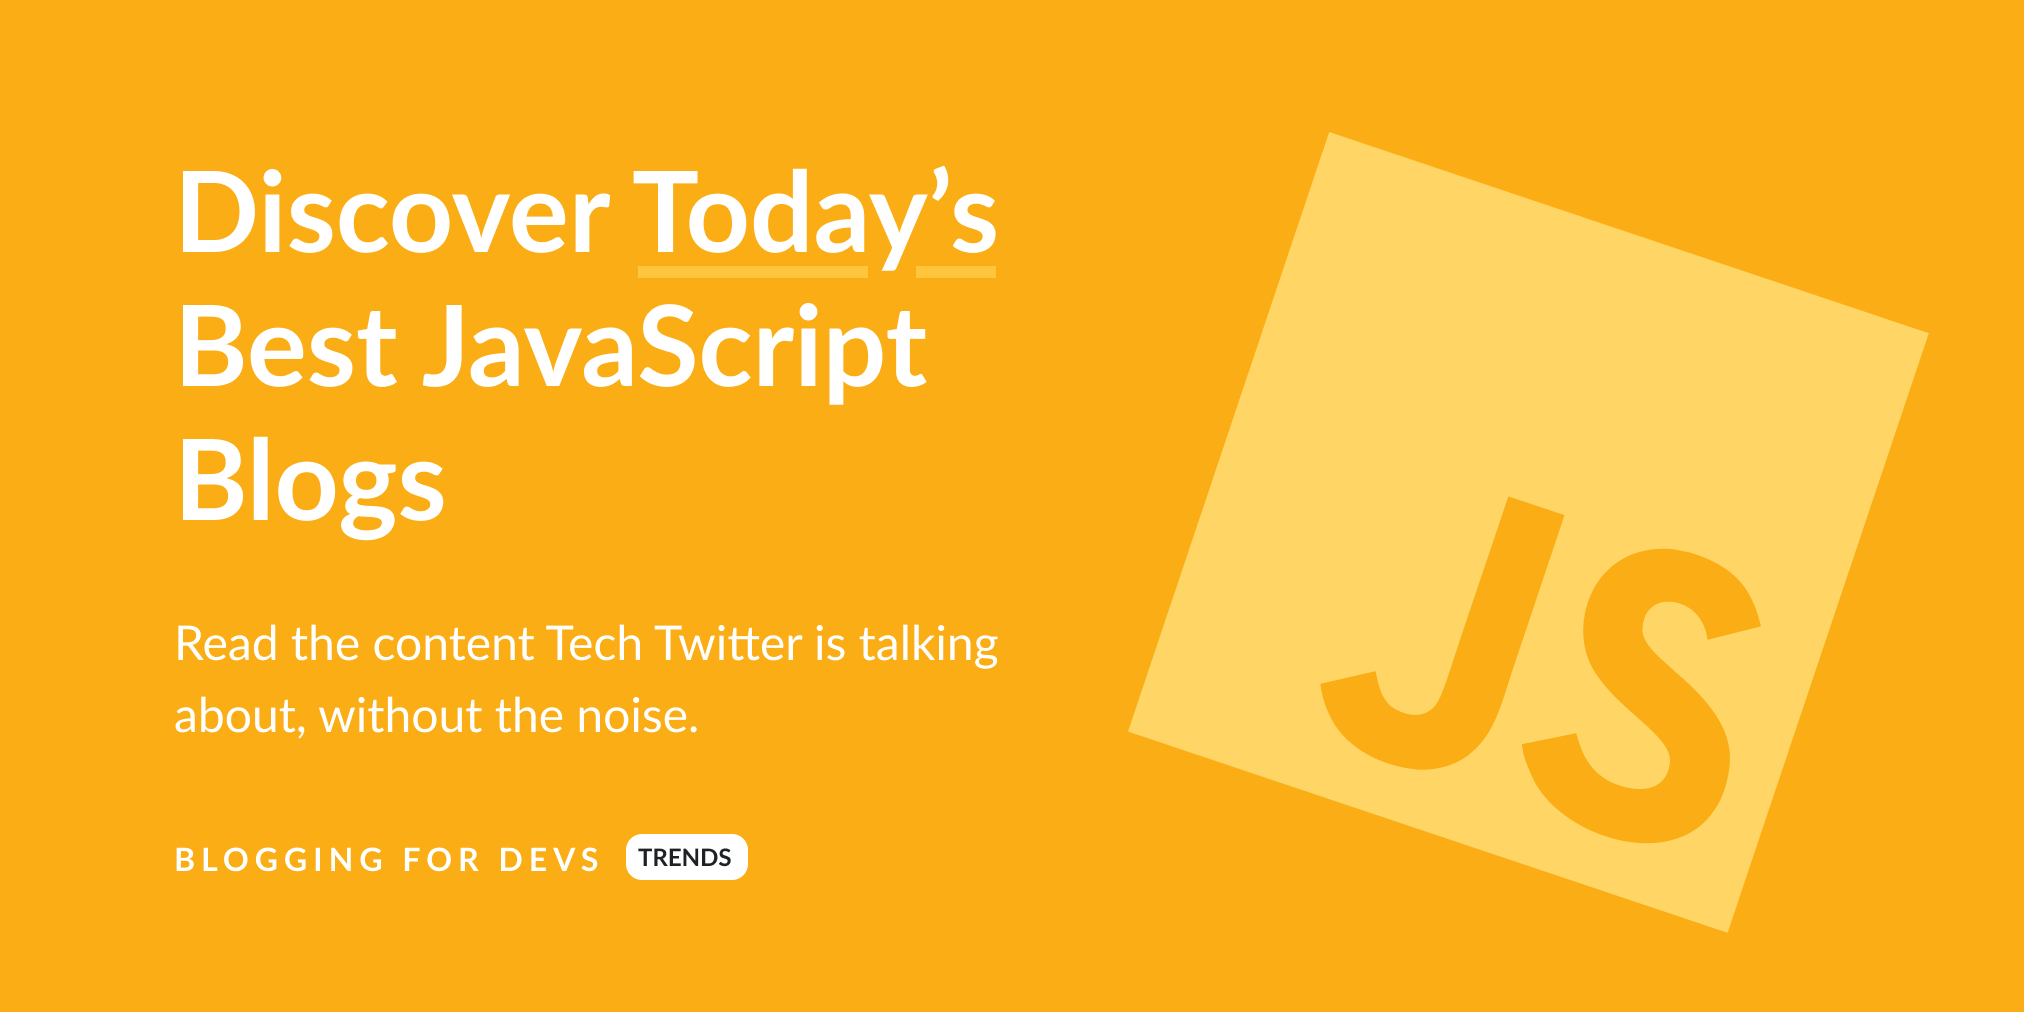 Discover Today’s
Best JavaScript
Blogs
Read the content Tech Twitter is talking
about, without the noise.
BLOGGING FOR DEVS TRENDS
JS